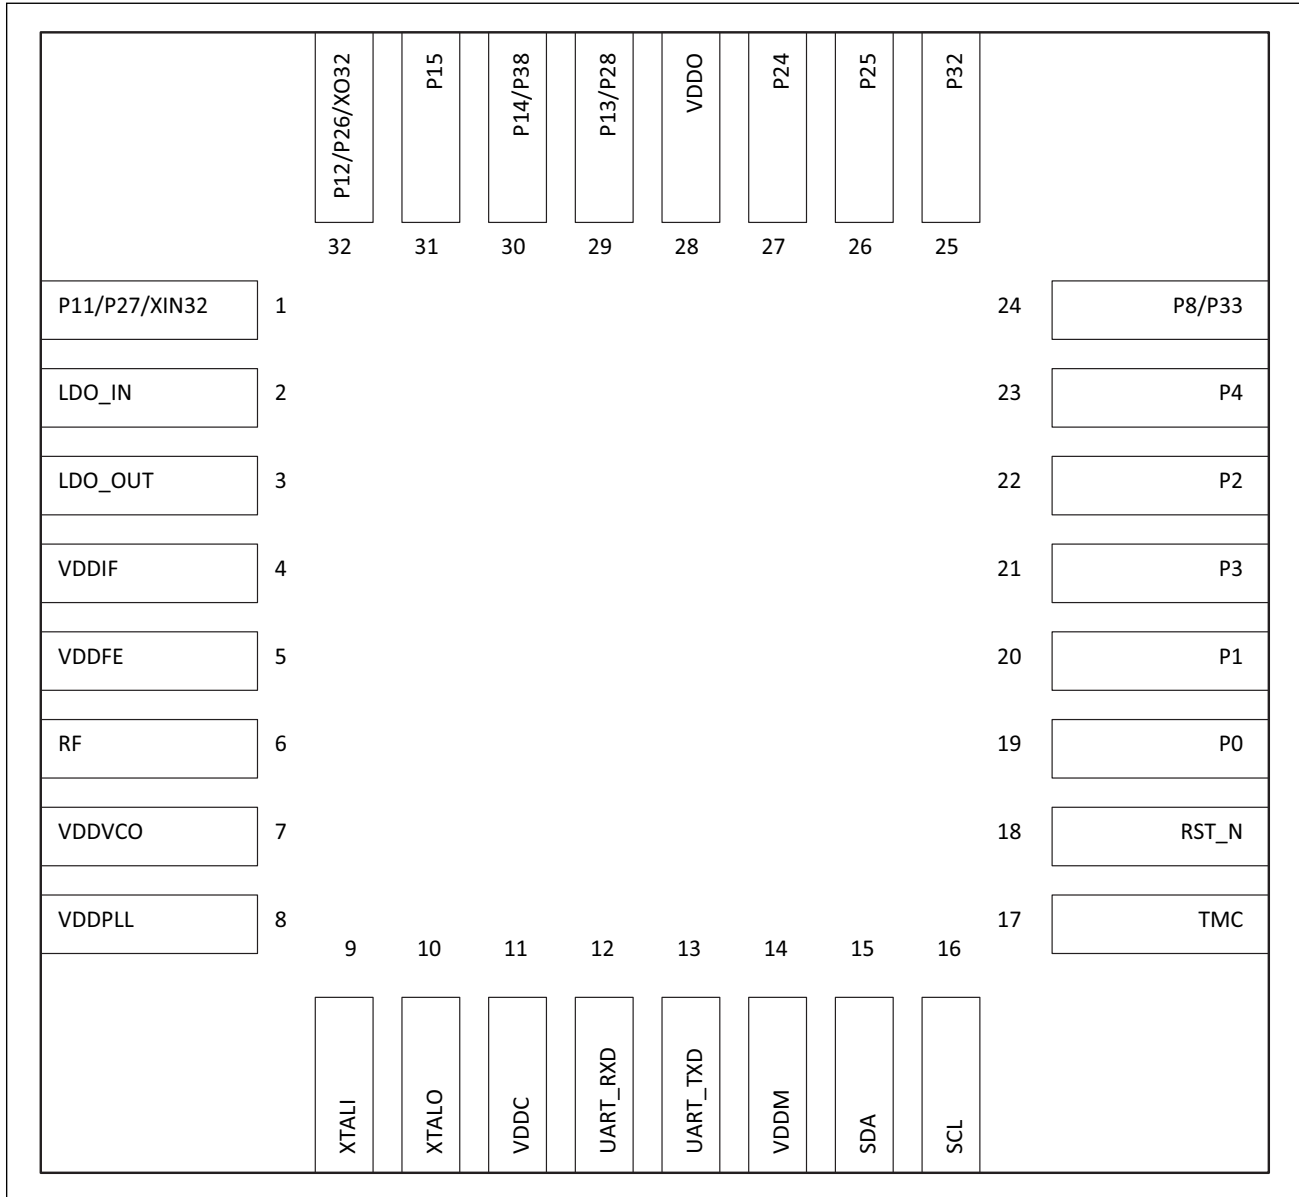 P12/P26/XO32
P15
P14/P38
P13/P28
VDDO
P24
P25
P32
32 31 30 29 28 27 26 25
P11/P27/XIN32 1 24 P8/P33
LDO_IN 2 23 P4
LDO_OUT 3 22 P2
VDDIF 4 21 P3
VDDFE 5 20 P1
RF 6 19 P0
VDDVCO 7 18 RST_N
VDDPLL 8 17 TMC
9 10 11 12 13 14 15 16
XTALI
XTALO
VDDC
UART_RXD
UART_TXD
VDDM
SDA
SCL